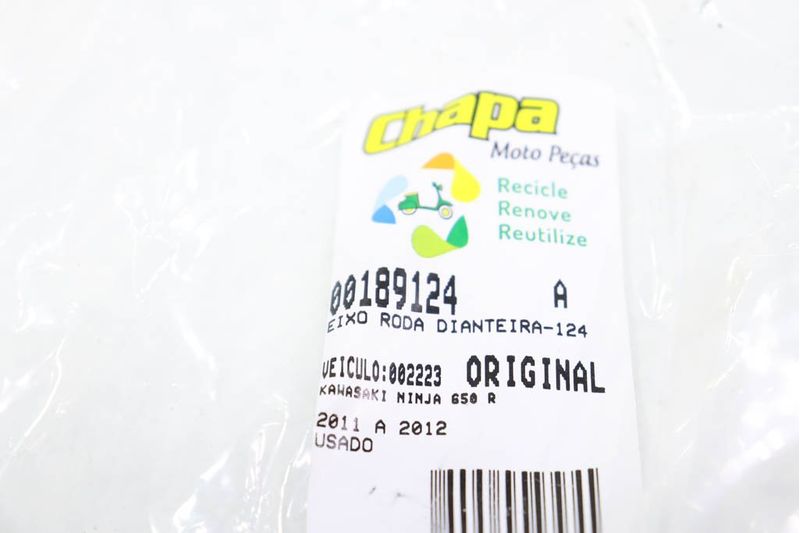 Chapa
Moto Peças
Recicle
Renove
Reutilize
00189124 A
EIXO RODA DIANTEIRA-124
VEICULO:002223 ORIGINAL
KAWASAKI NINJA 650 R
2011 A 2012
USADO